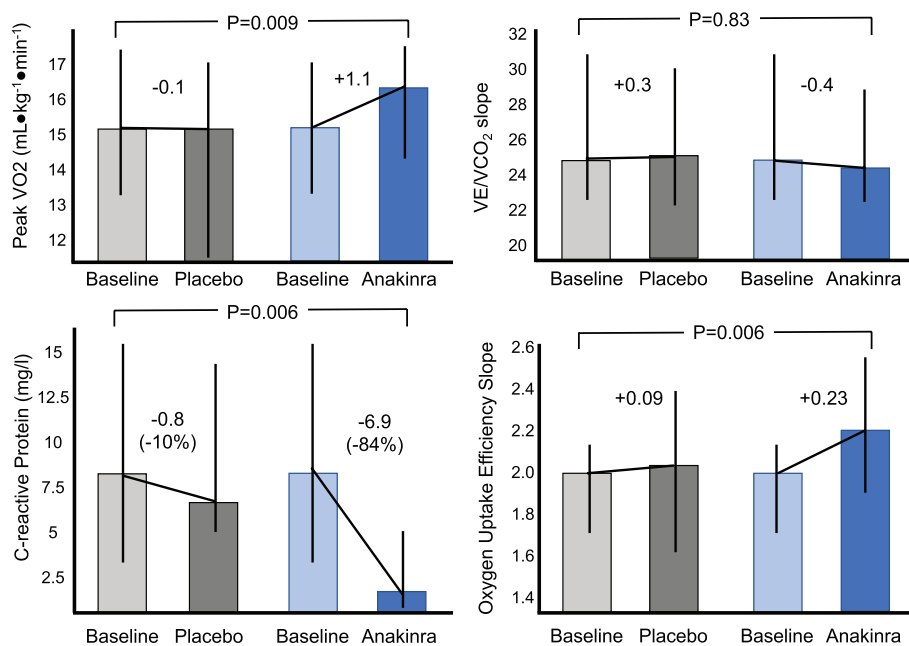 P=0.009
Peak VO2 (mL●kg⁻¹●min⁻¹)
17
16
15
14
13
12
-0.1
+1.1
Baseline
Placebo
Baseline
Anakinra
P=0.83
VE/VCO₂ slope
32
30
28
26
24
22
20
+0.3
-0.4
Baseline
Placebo
Baseline
Anakinra
P=0.006
C-reactive Protein (mg/l)
15
12.5
10
7.5
5
2.5
-0.8
(-10%)
-6.9
(-84%)
Baseline
Placebo
Baseline
Anakinra
P=0.006
Oxygen Uptake Efficiency Slope
2.6
2.4
2.2
2.0
1.8
1.6
1.4
+0.09
+0.23
Baseline
Placebo
Baseline
Anakinra